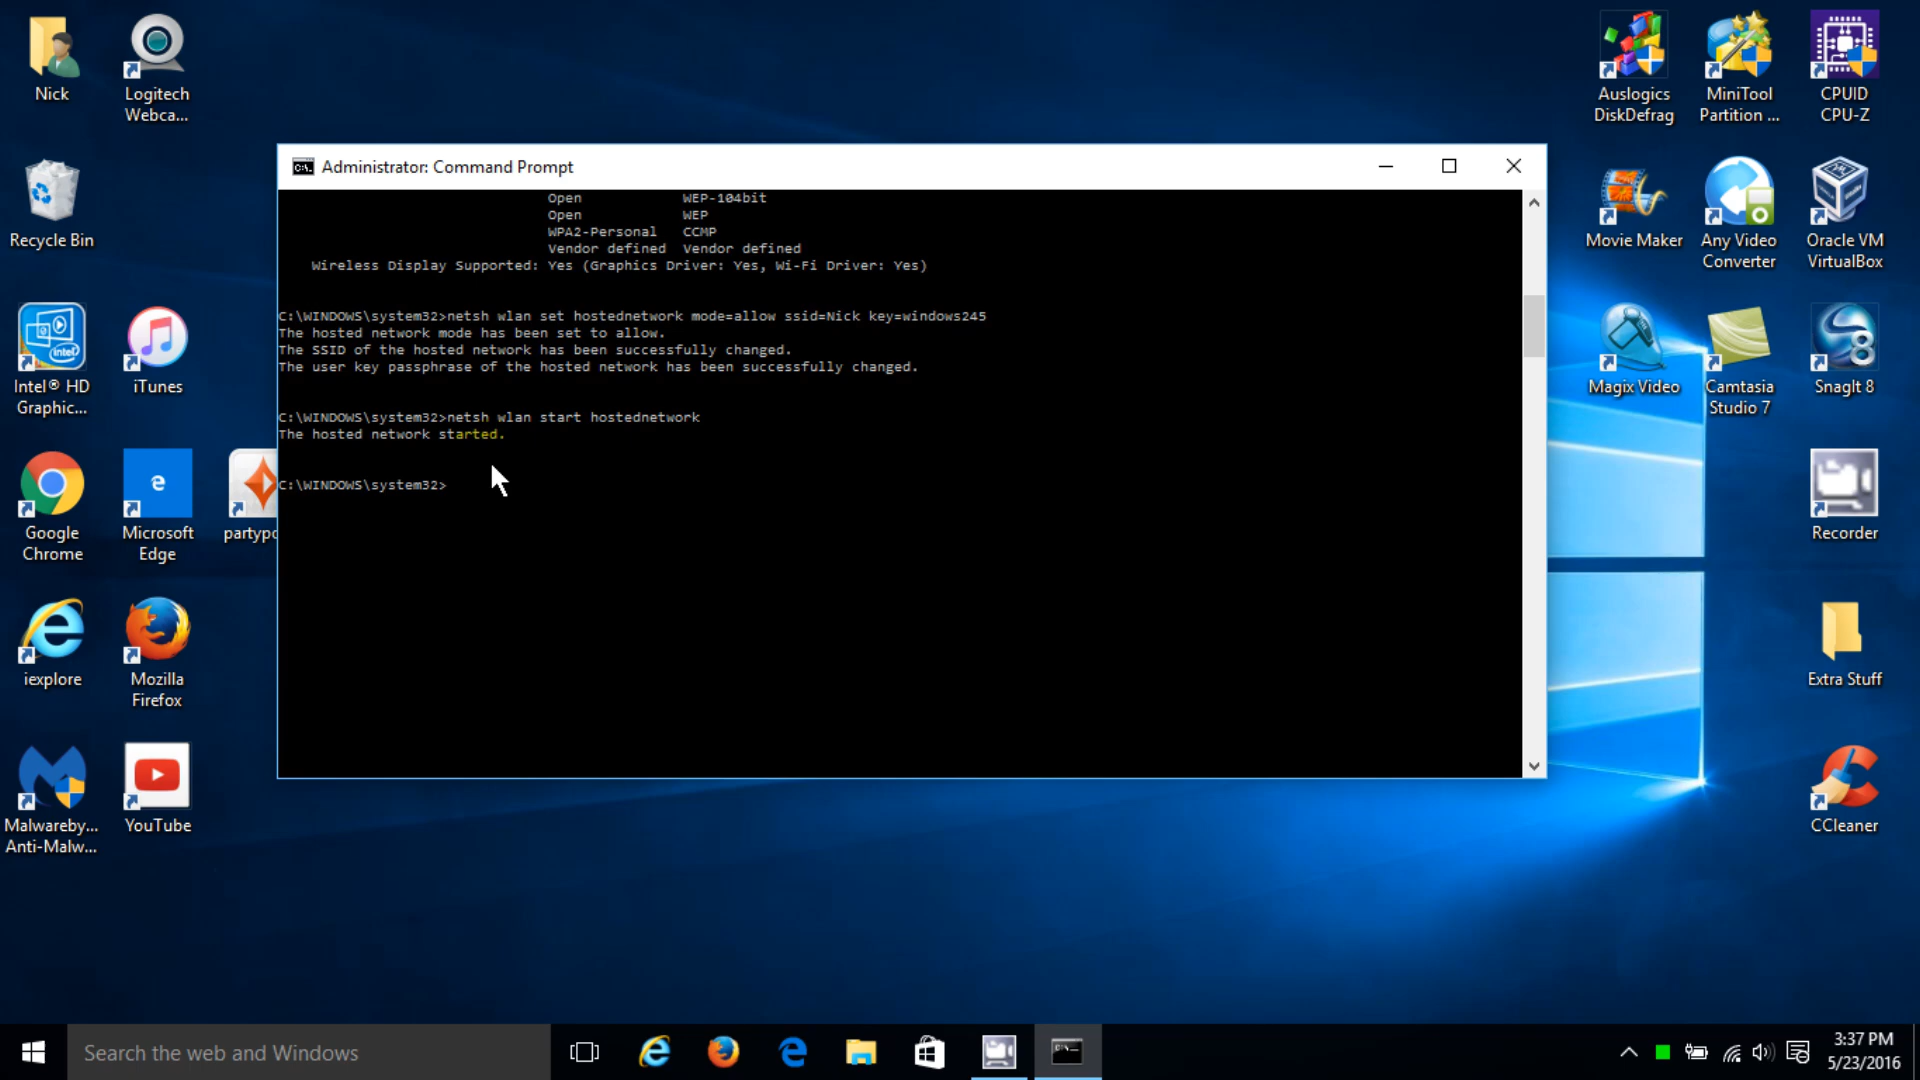 Nick
Logitech
Webca...
Recycle Bin
Intel® HD
Graphic...
iTunes
Google
Chrome
Microsoft
Edge
partypo
iexplore
Mozilla
Firefox
Malwareby...
Anti-Malw...
YouTube
Administrator: Command Prompt
Open WEP-104bit
Open WEP
WPA2-Personal CCMP
Vendor defined Vendor defined
Wireless Display Supported: Yes (Graphics Driver: Yes, Wi-Fi Driver: Yes)
C:\WINDOWS\system32>netsh wlan set hostednetwork mode=allow ssid=Nick key=windows245
The hosted network mode has been set to allow.
The SSID of the hosted network has been successfully changed.
The user key passphrase of the hosted network has been successfully changed.
C:\WINDOWS\system32>netsh wlan start hostednetwork
The hosted network started.
C:\WINDOWS\system32>
Auslogics
DiskDefrag
MiniTool
Partition ...
CPUID
CPU-Z
Movie Maker
Any Video
Converter
Oracle VM
VirtualBox
Magix Video
Camtasia
Studio 7
SnagIt 8
Recorder
Extra Stuff
CCleaner
Search the web and Windows
3:37 PM
5/23/2016